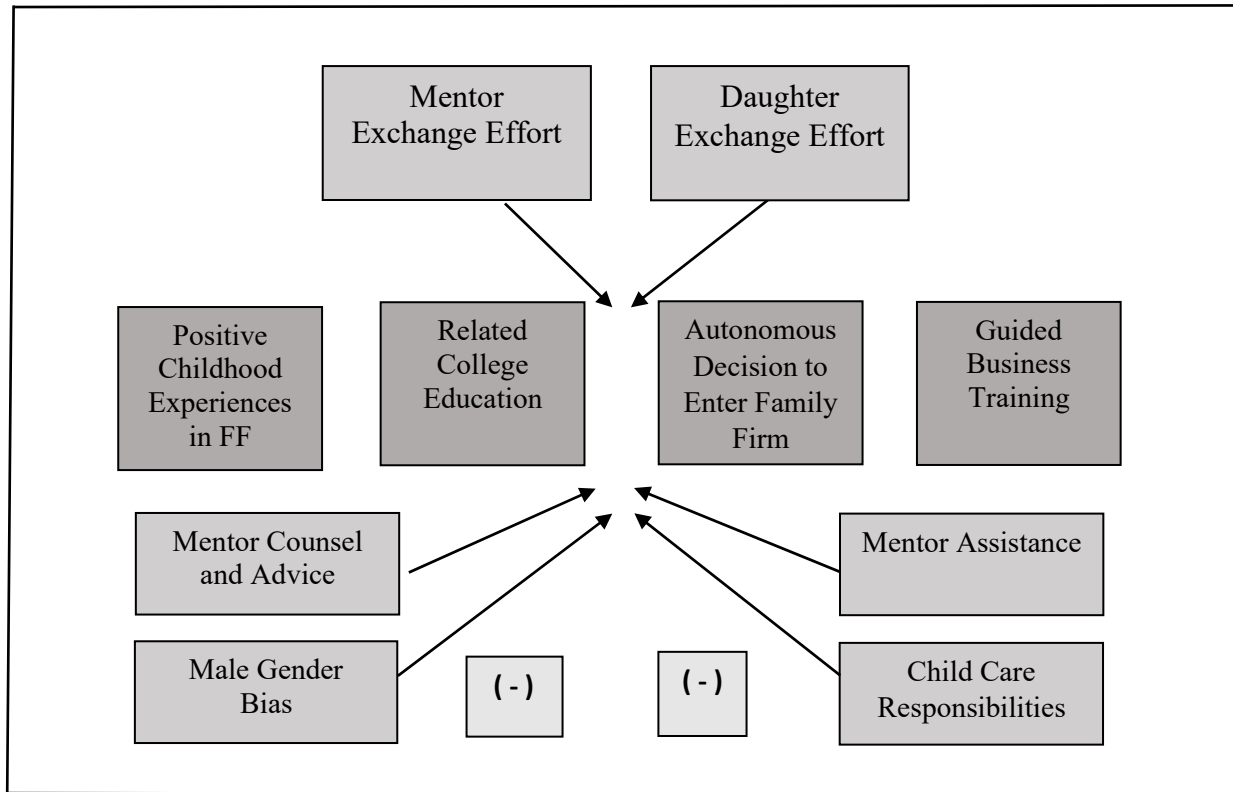 Mentor
Exchange Effort
Daughter
Exchange Effort
Positive
Childhood
Experiences
in FF
Related
College
Education
Autonomous
Decision to
Enter Family
Firm
Guided
Business
Training
Mentor Counsel
and Advice
Mentor Assistance
Male Gender
Bias
( - )
( - )
Child Care
Responsibilities